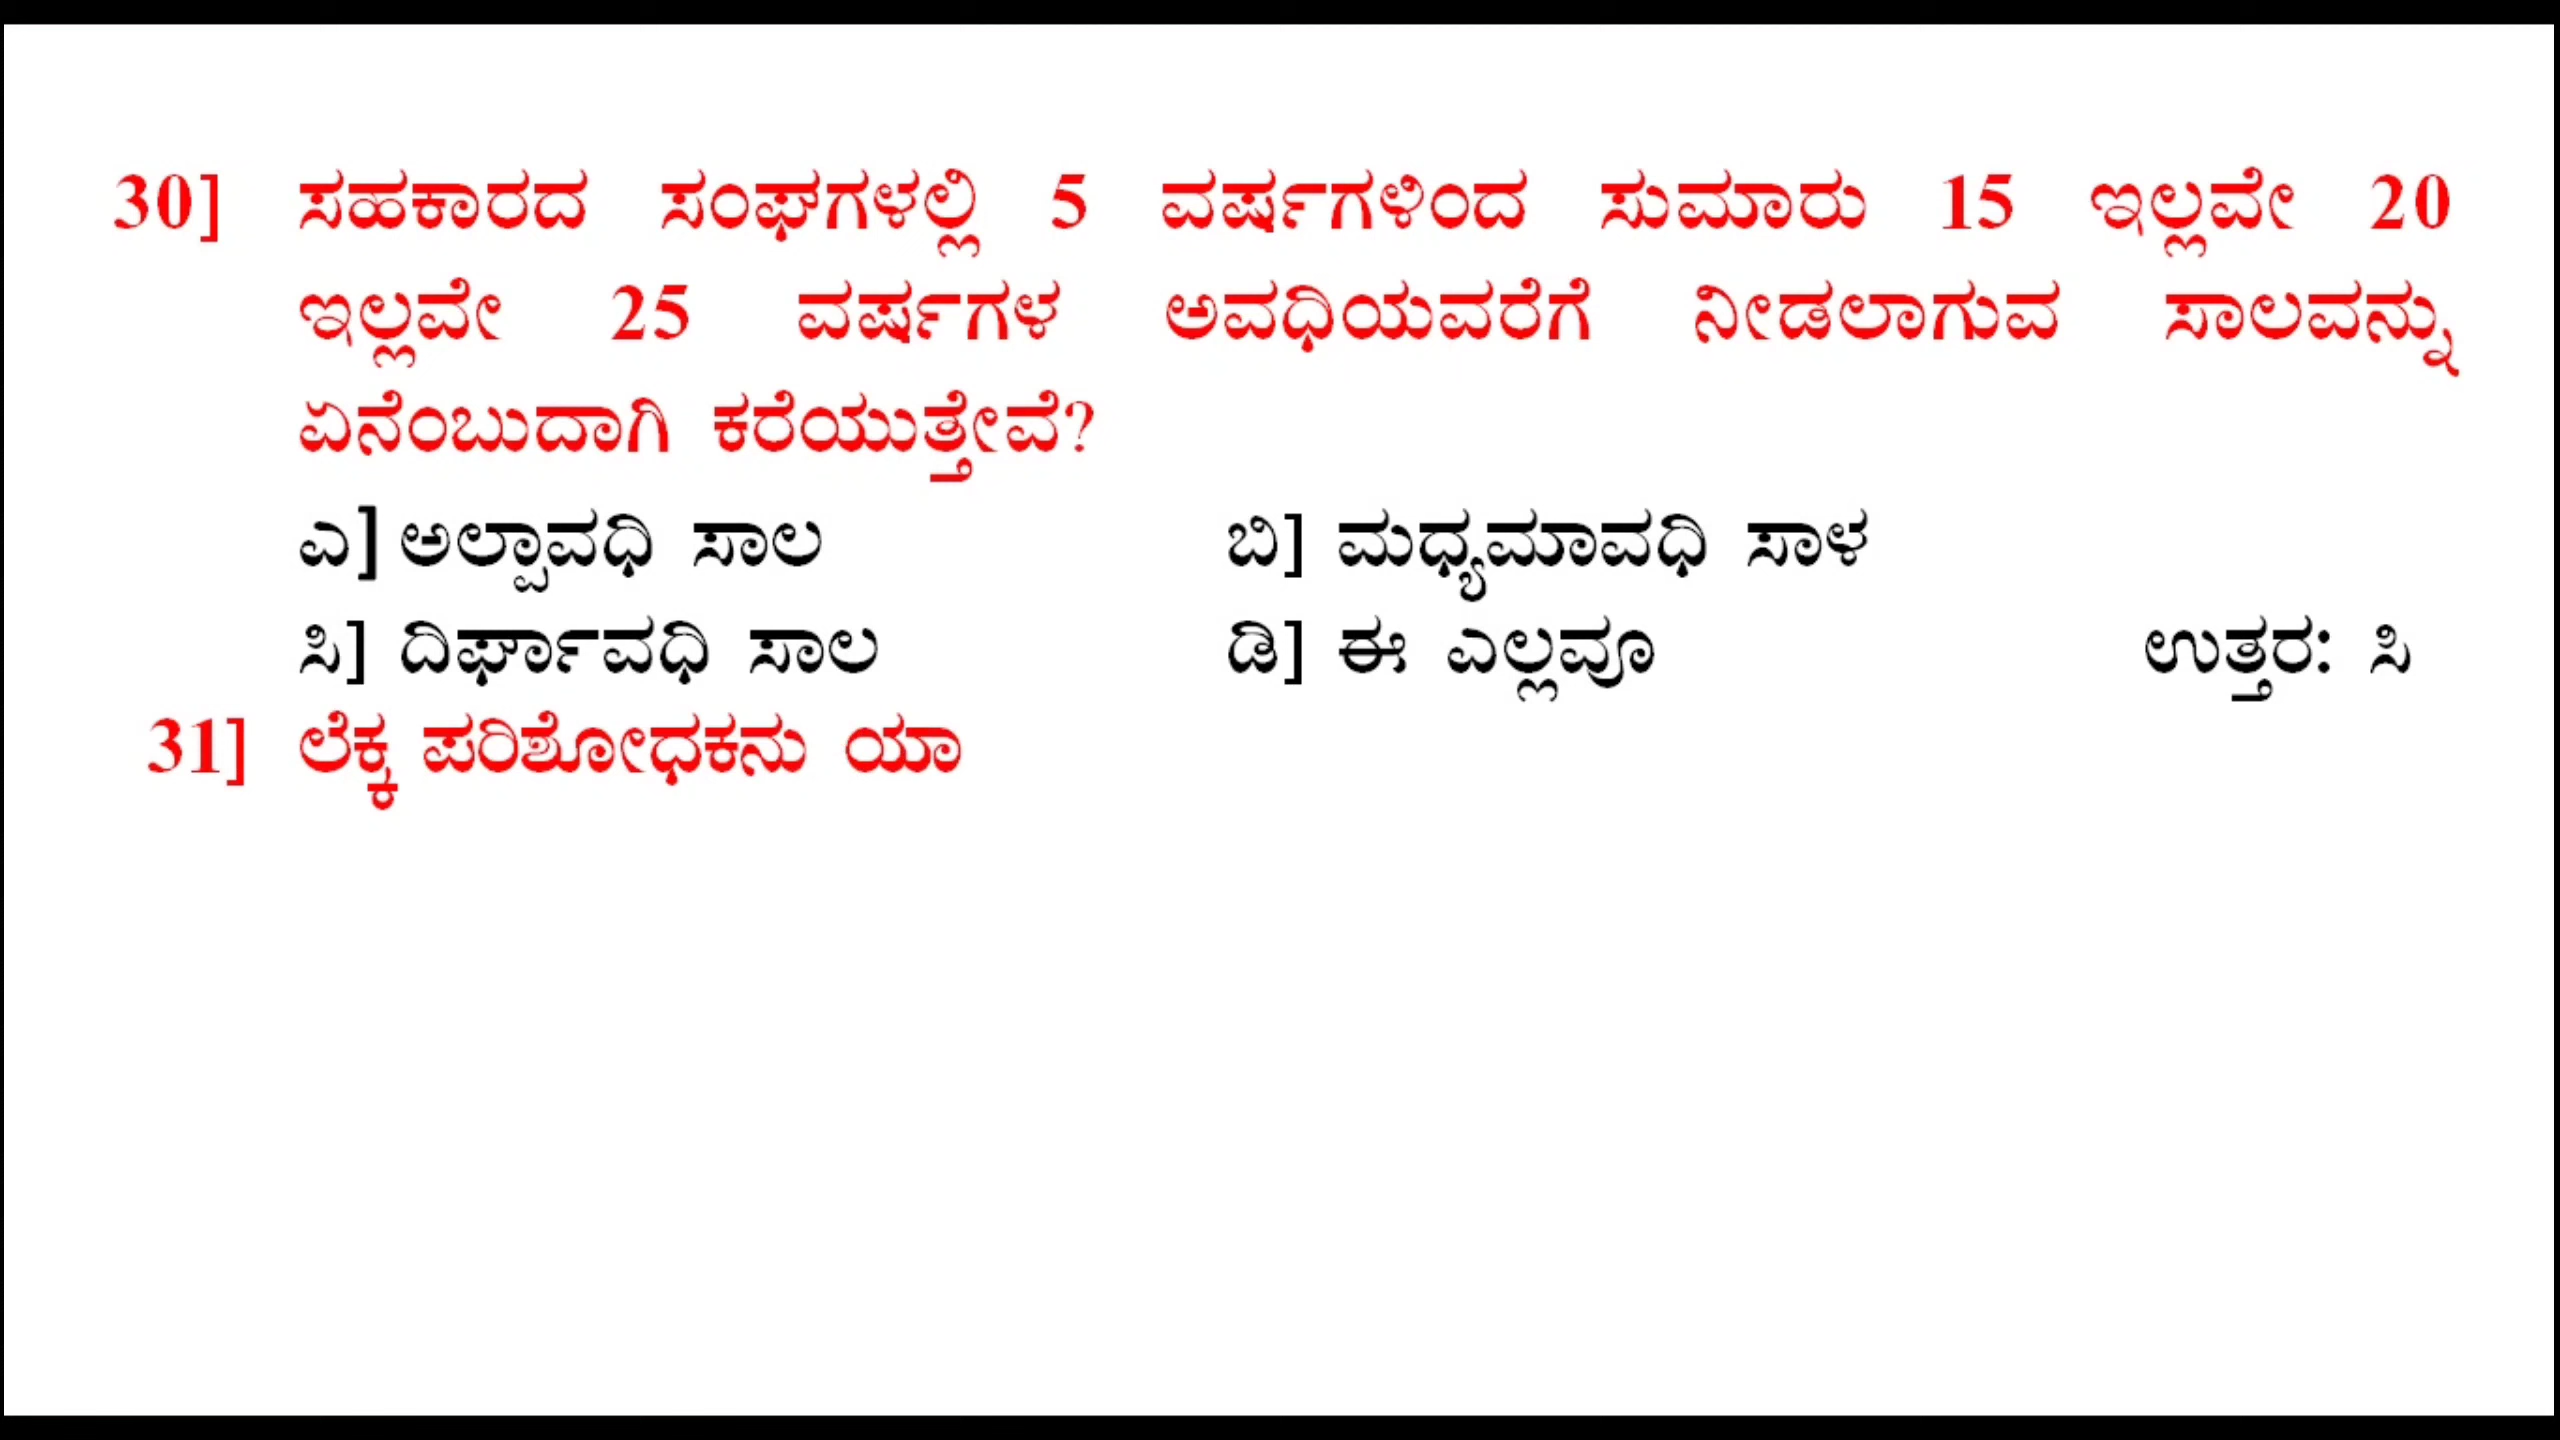 30] ಸಹಕಾರದ ಸಂಘಗಳಲ್ಲಿ 5 ವರ್ಷಗಳಿಂದ ಸುಮಾರು 15 ಇಲ್ಲವೇ 20
ಇಲ್ಲವೇ 25 ವರ್ಷಗಳ ಅವಧಿಯವರೆಗೆ ನೀಡಲಾಗುವ ಸಾಲವನ್ನು
ಏನೆಂಬುದಾಗಿ ಕರೆಯುತ್ತೇವೆ?
ಎ] ಅಲ್ಪಾವಧಿ ಸಾಲ ಬಿ] ಮಧ್ಯಮಾವಧಿ ಸಾಳ
ಸಿ] ದಿರ್ಘಾವಧಿ ಸಾಲ ಡಿ] ಈ ಎಲ್ಲವೂ ಉತ್ತರ: ಸಿ
31] ಲೆಕ್ಕ ಪರಿಶೋಧಕನು ಯಾ